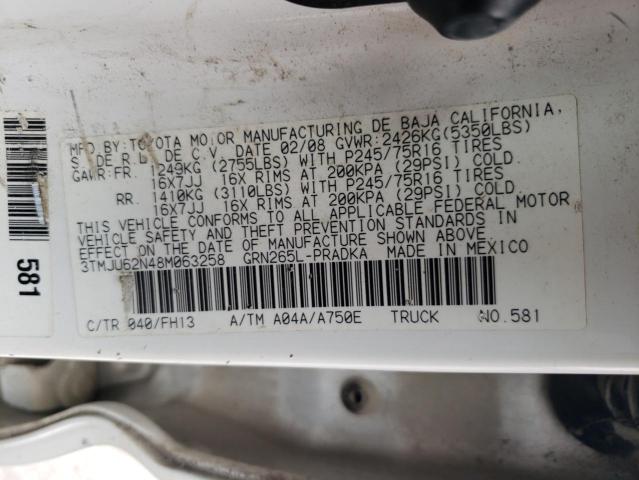 MFD BY: TOYOTA MOTOR MANUFACTURING DE BAJA CALIFORNIA,
S. DE R.L. DE C.V. DATE 02/08 GVWR: 2426KG(5350LBS)
GAWR:FR. 1249KG (2755LBS) WITH P245/75R16 TIRES
16X7JJ 16X RIMS AT 200KPA (29PSI) COLD.
RR. 1410KG (3110LBS) WITH P245/75R16 TIRES
16X7JJ 16X RIMS AT 200KPA (29PSI) COLD.
THIS VEHICLE CONFORMS TO ALL APPLICABLE FEDERAL MOTOR
VEHICLE SAFETY AND THEFT PREVENTION STANDARDS IN
EFFECT ON THE DATE OF MANUFACTURE SHOWN ABOVE.
3TMJU62N48M063258 GRN265L-PRADKA MADE IN MEXICO
C/TR 040/FH13 A/TM A04A/A750E TRUCK NO.581
581